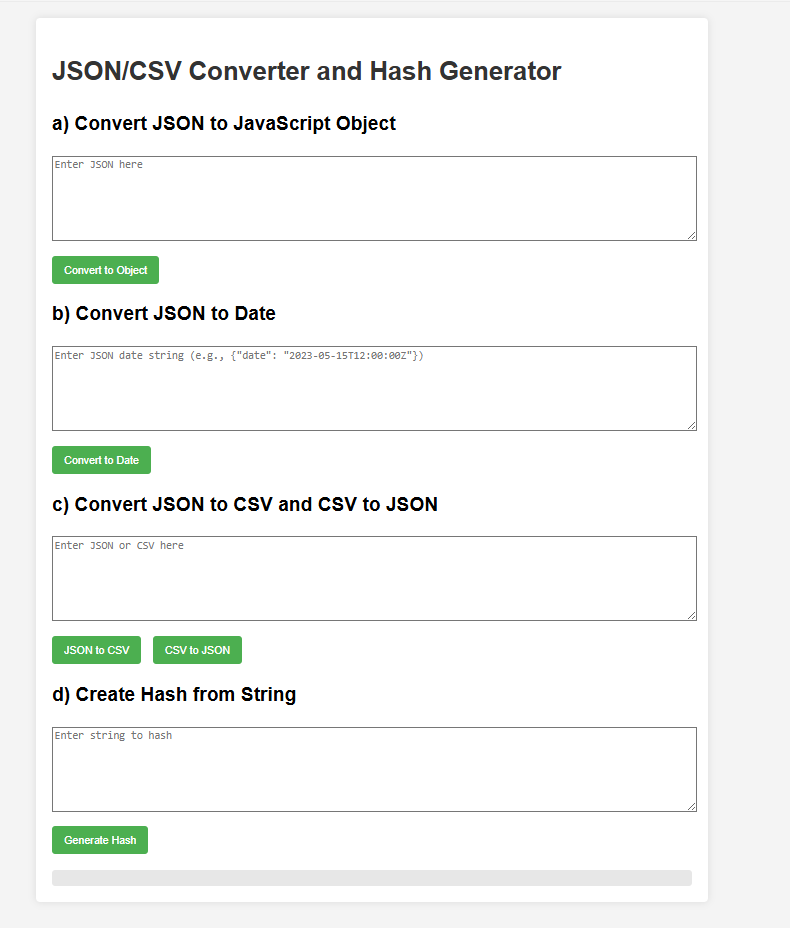 JSON/CSV Converter and Hash Generator
a) Convert JSON to JavaScript Object
Enter JSON here
Convert to Object
b) Convert JSON to Date
Enter JSON date string (e.g., {"date": "2023-05-15T12:00:00Z"})
Convert to Date
c) Convert JSON to CSV and CSV to JSON
Enter JSON or CSV here
JSON to CSV CSV to JSON
d) Create Hash from String
Enter string to hash
Generate Hash